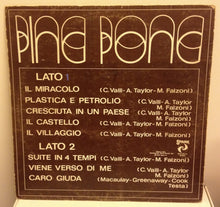 PING PONG
LATO 1
IL MIRACOLO (C. Valli- A. Taylor- M. Falzoni)
PLASTICA E PETROLIO (C. Valli- A. Taylor
M. Falzoni)
CRESCIUTA IN UN PAESE (C. Valli- A. Taylor
M. Falzoni)
IL CASTELLO (C. Valli- A. Taylor- M. Falzoni)
IL VILLAGGIO (C. Valli- A. Taylor- M. Falzoni)
LATO 2
SUITE IN 4 TEMPI (C. Valli- A. Taylor- M. Falzoni)
VIENE VERSO DI ME (C. Valli- A. Taylor
M. Falzoni)
CARO GIUDA (Macaulay-Greenaway-Cook
Testa)